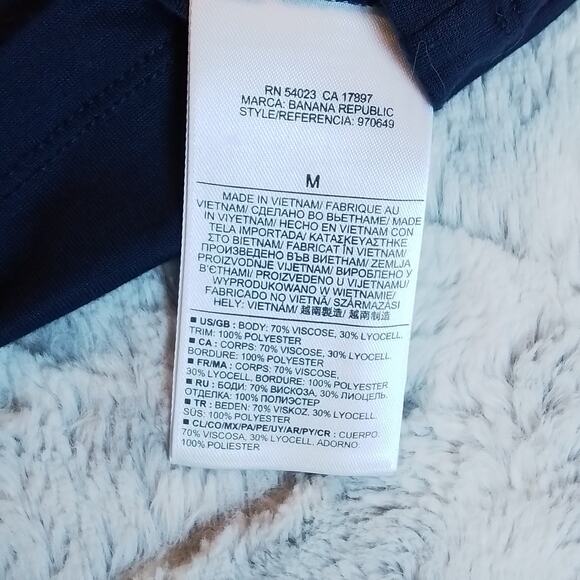 RN 54023 CA 17897
MARCA: BANANA REPUBLIC
STYLE/REFERENCIA: 970649
M
MADE IN VIETNAM/ FABRIQUE AU
VIETNAM/ СДЕЛАНО ВО ВЬЕТНАМЕ/ MADE
IN VIYETNAM/ HECHO EN VIETNAM CON
TELA IMPORTADA/ ΚΑΤΑΣΚΕΥΑΣΤΗΚΕ
ΣΤΟ ΒΙΕΤΝΑΜ/ FABRICAT ÎN VIETNAM/
ПРОИЗВЕДЕНО ВЪВ ВИЕТНАМ/ ZEMLJA
PROIZVODNJE VIJETNAM/ ВИРОБЛЕНО У
В'ЄТНАМІ/ PROIZVEDENO U VIJETNAMU/
WYPRODUKOWANO W WIETNAMIE/
FABRICADO NO VIETNÃ/ SZÁRMAZÁSI
HELY: VIETNÁM/ 越南製造/ 越南制造
■ US/GB : BODY: 70% VISCOSE, 30% LYOCELL.
TRIM: 100% POLYESTER
■ CA : CORPS: 70% VISCOSE, 30% LYOCELL,
BORDURE: 100% POLYESTER
■ FR/MA : CORPS: 70% VISCOSE,
30% LYOCELL, BORDURE: 100% POLYESTER
■ RU : БОДИ: 70% ВИСКОЗА, 30% ЛИОЦЕЛЬ,
ОТДЕЛКА: 100% ПОЛИЭСТЕР
■ TR : BEDEN: 70% VİSKOZ, 30% LYOCELL.
SÜS: 100% POLYESTER
■ CL/CO/MX/PA/PE/UY/AR/PY/CR : CUERPO:
70% VISCOSA, 30% LYOCELL, ADORNO:
100% POLIESTER